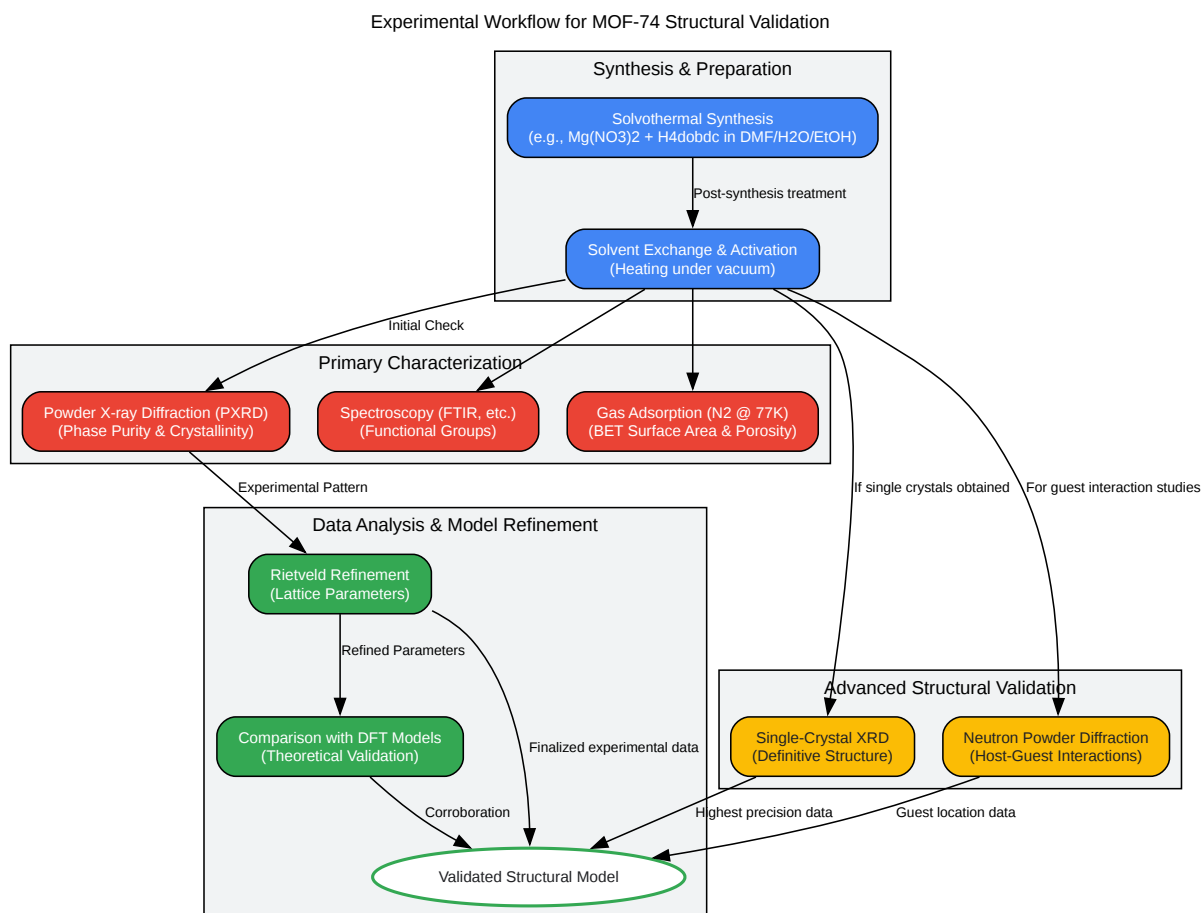 Experimental Workflow for MOF-74 Structural Validation
Synthesis & Preparation
Solvothermal Synthesis
(e.g., Mg(NO3)2 + H4dobdc in DMF/H2O/EtOH)
Post-synthesis treatment
Solvent Exchange & Activation
(Heating under vacuum)
Initial Check
Primary Characterization
Powder X-ray Diffraction (PXRD)
(Phase Purity & Crystallinity)
Spectroscopy (FTIR, etc.)
(Functional Groups)
Gas Adsorption (N2 @ 77K)
(BET Surface Area & Porosity)
Experimental Pattern
If single crystals obtained
For guest interaction studies
Data Analysis & Model Refinement
Rietveld Refinement
(Lattice Parameters)
Refined Parameters
Advanced Structural Validation
Comparison with DFT Models
(Theoretical Validation)
Finalized experimental data
Single-Crystal XRD
(Definitive Structure)
Neutron Powder Diffraction
(Host-Guest Interactions)
Corroboration
Highest precision data
Guest location data
Validated Structural Model